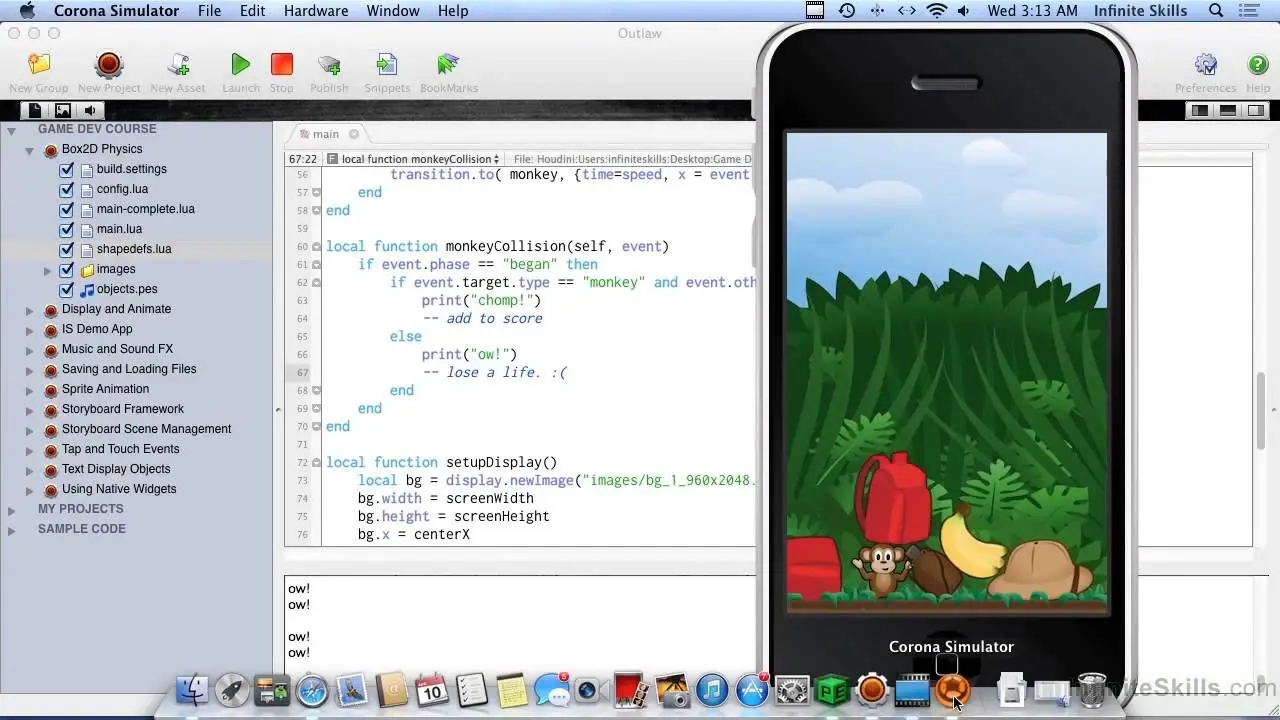 Corona Simulator File Edit Hardware Window Help Wed 3:13 AM Infinite Skills
Outlaw
New Group New Project New Asset Launch Stop Publish Snippets BookMarks Preferences Help
GAME DEV COURSE
Box2D Physics
build.settings
config.lua
main-complete.lua
main.lua
shapedefs.lua
images
objects.pes
Display and Animate
IS Demo App
Music and Sound FX
Saving and Loading Files
Sprite Animation
Storyboard Framework
Storyboard Scene Management
Tap and Touch Events
Text Display Objects
Using Native Widgets
MY PROJECTS
SAMPLE CODE
main
67:22 F local function monkeyCollision File: Houdini:Users:infiniteskills:Desktop:Game D
56 transition.to( monkey, {time=speed, x = event
57 end
58 end
59
60 local function monkeyCollision(self, event)
61 if event.phase == "began" then
62 if event.target.type == "monkey" and event.oth
63 print("chomp!")
64 -- add to score
65 else
66 print("ow!")
67 -- lose a life. :(
68 end
69 end
70 end
71
72 local function setupDisplay()
73 local bg = display.newImage("images/bg_1_960x2048.
74 bg.width = screenWidth
75 bg.height = screenHeight
76 bg.x = centerX
ow!
ow!
ow!
ow!
Corona Simulator
InfiniteSkills.com